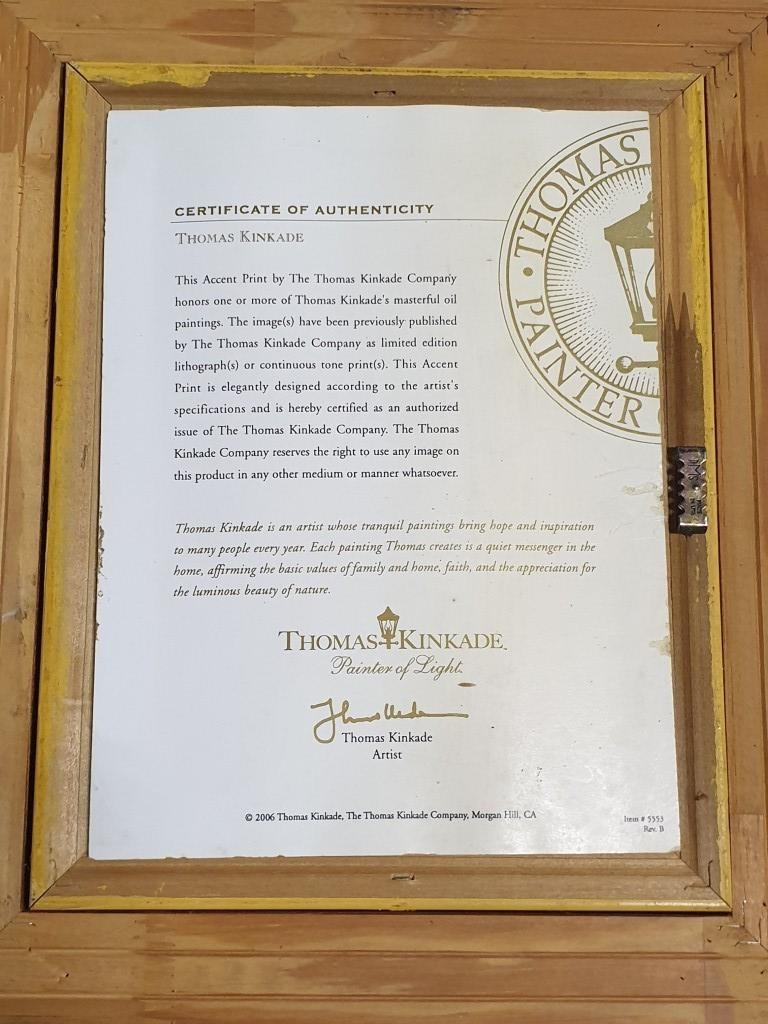 CERTIFICATE OF AUTHENTICITY
THOMAS KINKADE
This Accent Print by The Thomas Kinkade Company
honors one or more of Thomas Kinkade's masterful oil
paintings. The image(s) have been previously published
by The Thomas Kinkade Company as limited edition
lithograph(s) or continuous tone print(s). This Accent
Print is elegantly designed according to the artist's
specifications and is hereby certified as an authorized
issue of The Thomas Kinkade Company. The Thomas
Kinkade Company reserves the right to use any image on
this product in any other medium or manner whatsoever.
THOMAS
PAINTER
Thomas Kinkade is an artist whose tranquil paintings bring hope and inspiration
to many people every year. Each painting Thomas creates is a quiet messenger in the
home, affirming the basic values of family and home, faith, and the appreciation for
the luminous beauty of nature.
THOMAS KINKADE
Painter of Light
Thomas Kinkade
Artist
© 2006 Thomas Kinkade, The Thomas Kinkade Company, Morgan Hill, CA
Item # 5553
Rev. B